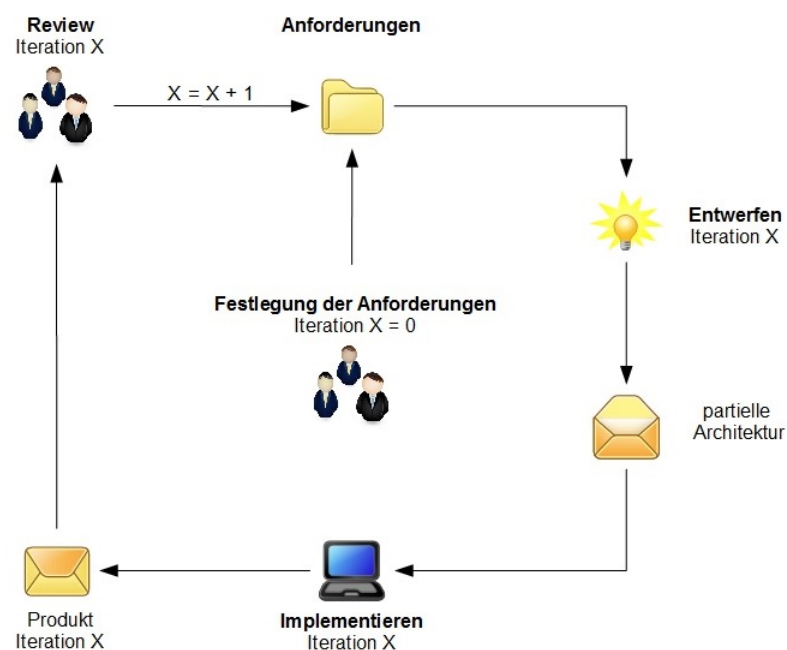 Review
Iteration X
Anforderungen
X = X + 1
Entwerfen
Iteration X
Festlegung der Anforderungen
Iteration X = 0
partielle
Architektur
Produkt
Iteration X
Implementieren
Iteration X